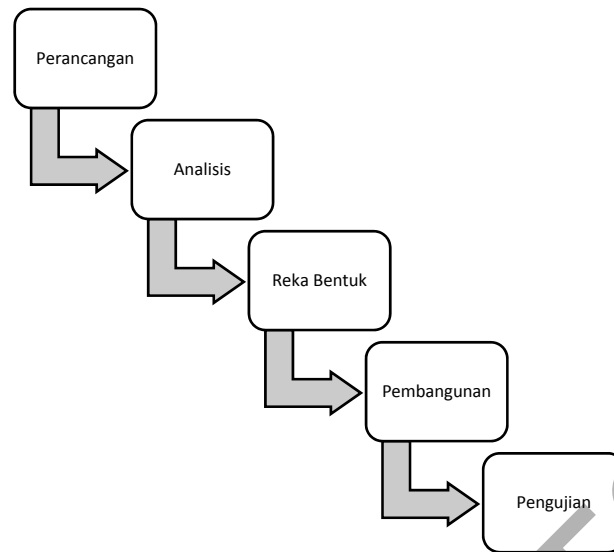 Perancangan
Analisis
Reka Bentuk
Pembangunan
Pengujian